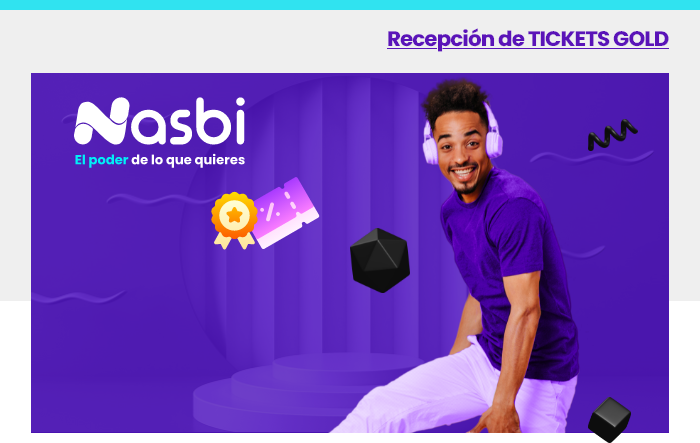 Recepción de TICKETS GOLD
Nasbi
El poder de lo que quieres
%